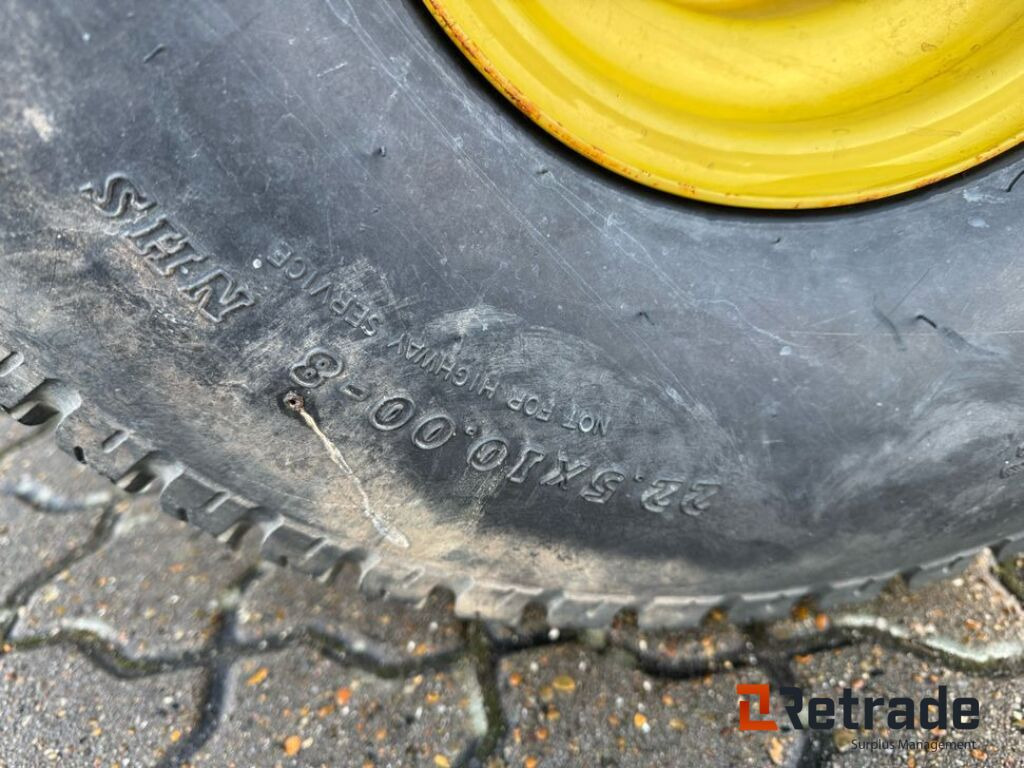 22.5X10.00-8
NOT FOR HIGHWAY SERVICE
N.H.S
Retrade
Surplus Management